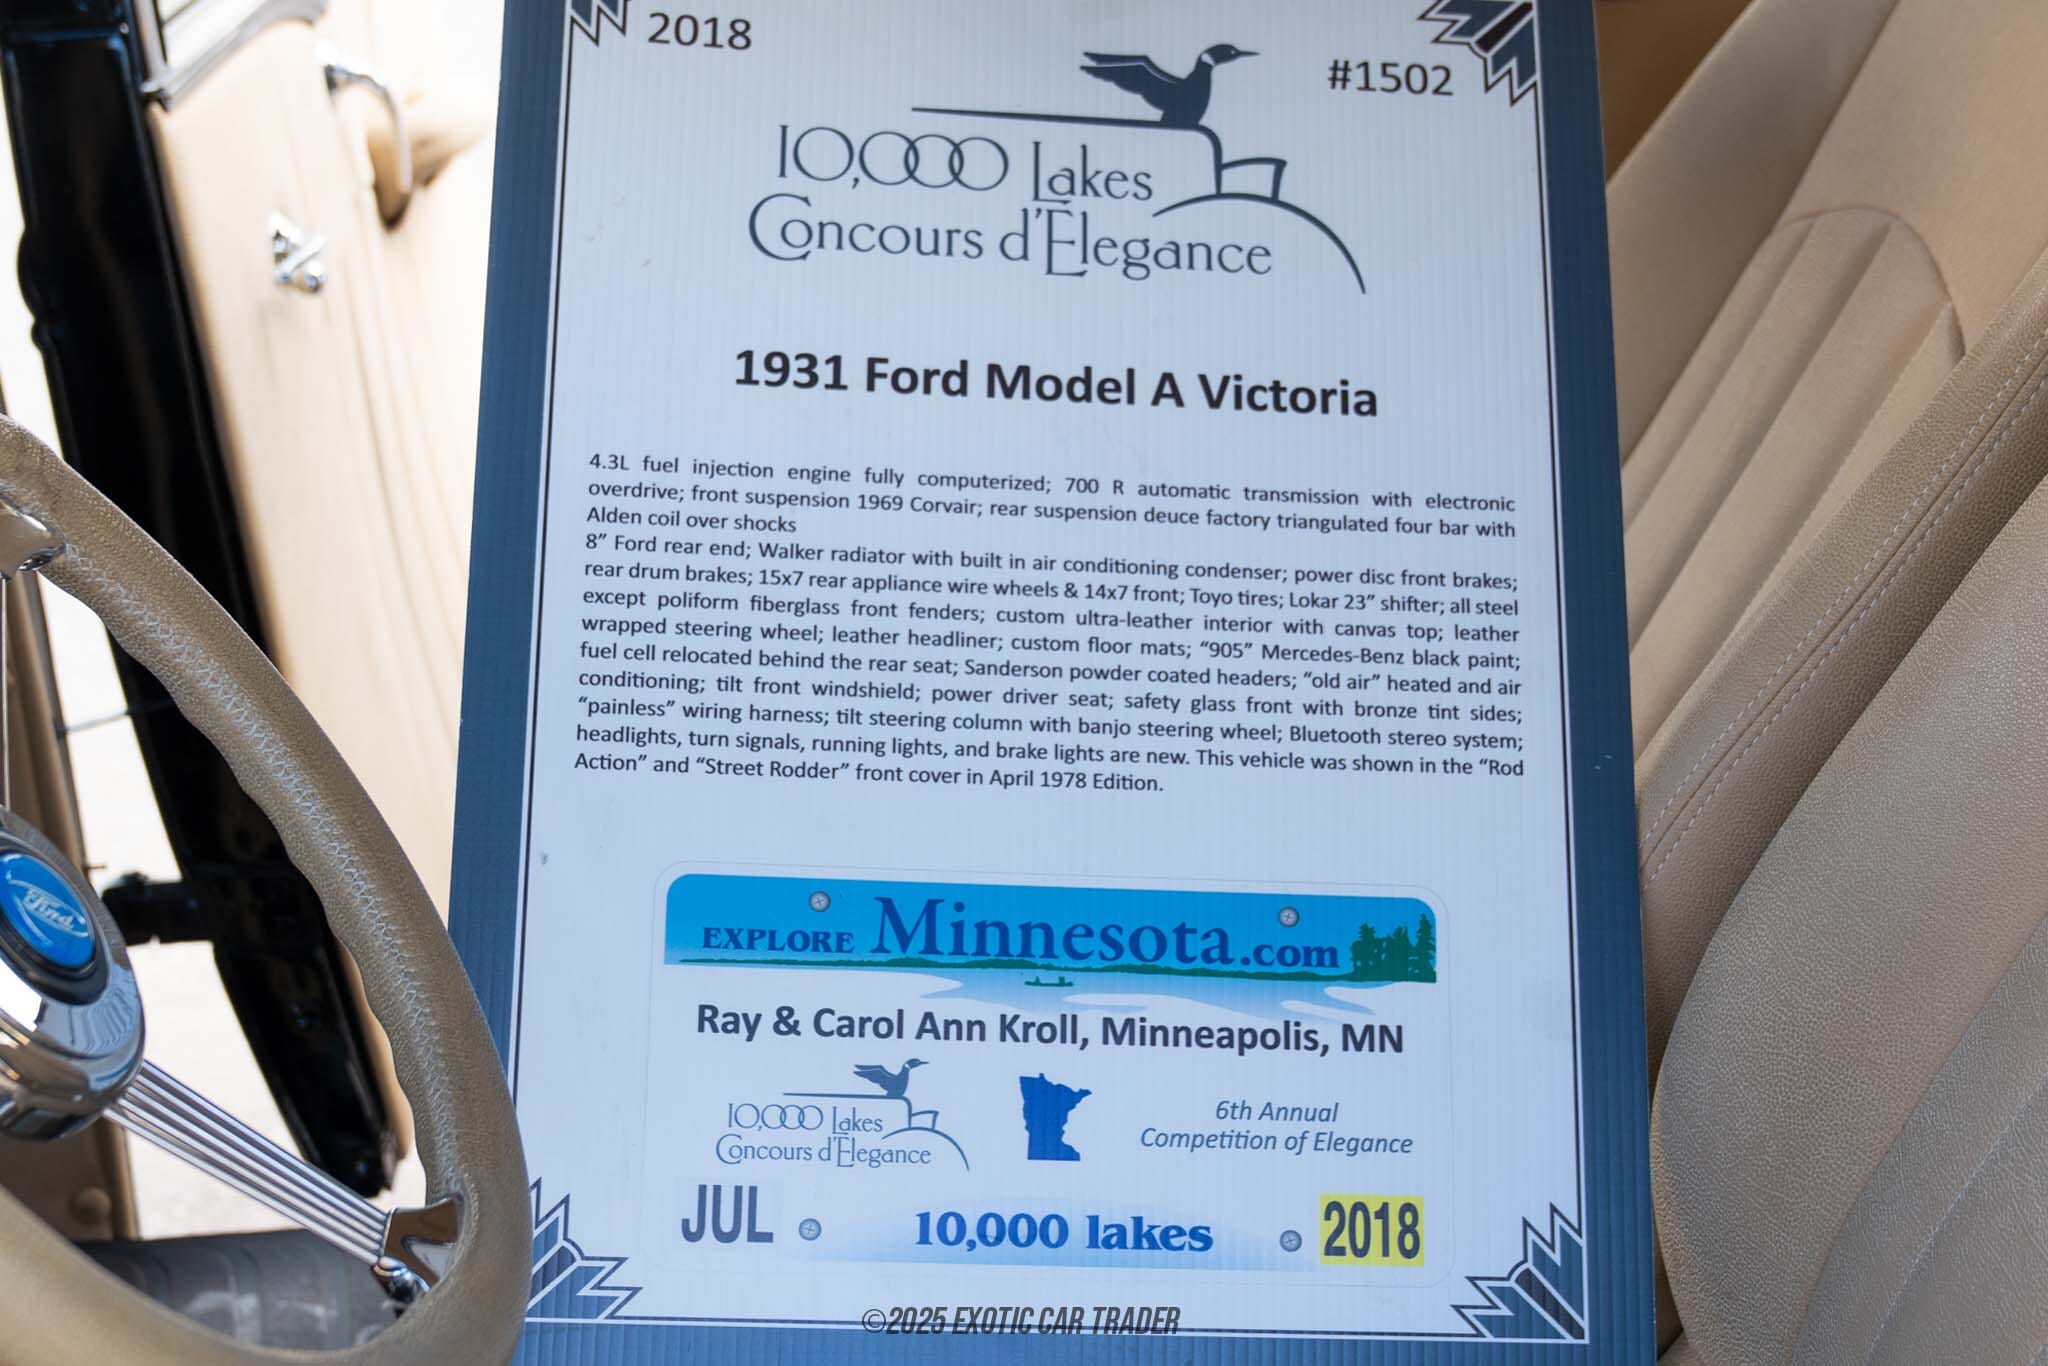 2018
#1502
10,000 Lakes
Concours d'Elegance
1931 Ford Model A Victoria
4.3L fuel injection engine fully computerized; 700 R automatic transmission with electronic
overdrive; front suspension 1969 Corvair; rear suspension deuce factory triangulated four bar with
Alden coil over shocks
8” Ford rear end; Walker radiator with built in air conditioning condenser; power disc front brakes;
rear drum brakes; 15x7 rear appliance wire wheels & 14x7 front; Toyo tires; Lokar 23” shifter; all steel
except poliform fiberglass front fenders; custom ultra-leather interior with canvas top; leather
wrapped steering wheel; leather headliner; custom floor mats; “905” Mercedes-Benz black paint;
fuel cell relocated behind the rear seat; Sanderson powder coated headers; “old air” heated and air
conditioning; tilt front windshield; power driver seat; safety glass front with bronze tint sides;
“painless” wiring harness; tilt steering column with banjo steering wheel; Bluetooth stereo system;
headlights, turn signals, running lights, and brake lights are new. This vehicle was shown in the “Rod
Action” and “Street Rodder” front cover in April 1978 Edition.
EXPLORE Minnesota.com
Ray & Carol Ann Kroll, Minneapolis, MN
10,000 Lakes
Concours d'Elegance
6th Annual
Competition of Elegance
JUL
10,000 lakes
2018
Ford
©2025 EXOTIC CAR TRADER